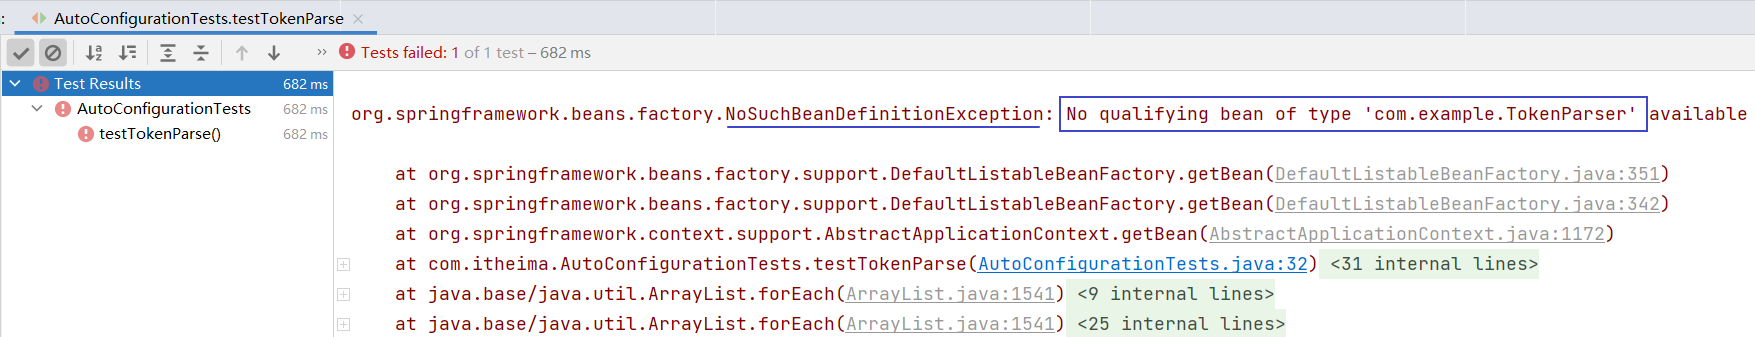 : AutoConfigurationTests.testTokenParse ×
» Tests failed: 1 of 1 test – 682 ms
Test Results 682 ms
AutoConfigurationTests 682 ms
testTokenParse() 682 ms
org.springframework.beans.factory.NoSuchBeanDefinitionException: No qualifying bean of type 'com.example.TokenParser' available
at org.springframework.beans.factory.support.DefaultListableBeanFactory.getBean(DefaultListableBeanFactory.java:351)
at org.springframework.beans.factory.support.DefaultListableBeanFactory.getBean(DefaultListableBeanFactory.java:342)
at org.springframework.context.support.AbstractApplicationContext.getBean(AbstractApplicationContext.java:1172)
at com.itheima.AutoConfigurationTests.testTokenParse(AutoConfigurationTests.java:32) <31 internal lines>
at java.base/java.util.ArrayList.forEach(ArrayList.java:1541) <9 internal lines>
at java.base/java.util.ArrayList.forEach(ArrayList.java:1541) <25 internal lines>